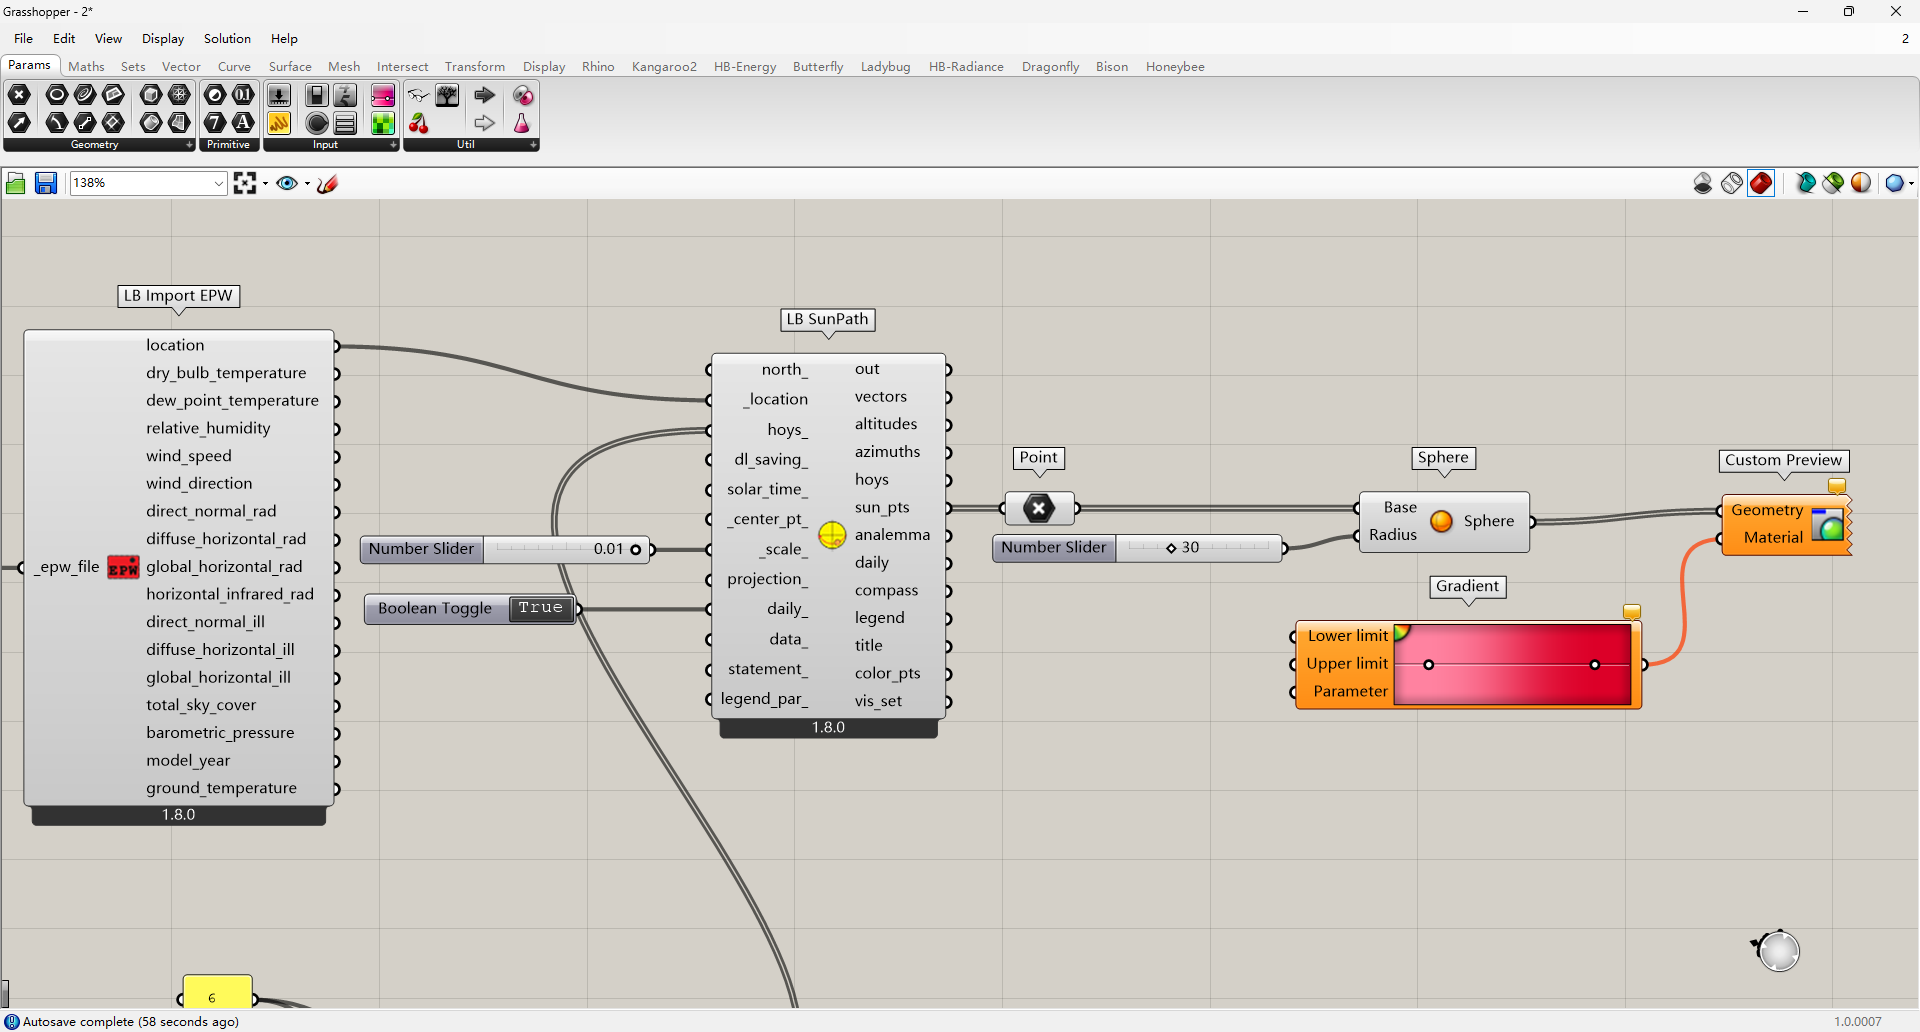 Grasshopper - 2*
File Edit View Display Solution Help 2
Params Maths Sets Vector Curve Surface Mesh Intersect Transform Display Rhino Kangaroo2 HB-Energy Butterfly Ladybug HB-Radiance Dragonfly Bison Honeybee
Geometry Primitive Input Util
138%
LB Import EPW
location
dry_bulb_temperature
dew_point_temperature
relative_humidity
wind_speed
wind_direction
direct_normal_rad
diffuse_horizontal_rad
_epw_file EPW global_horizontal_rad
horizontal_infrared_rad
direct_normal_ill
diffuse_horizontal_ill
global_horizontal_ill
total_sky_cover
barometric_pressure
model_year
ground_temperature
1.8.0
Number Slider 0.01
Boolean Toggle True
LB SunPath
north_
_location
hoys_
dl_saving_
solar_time_
_center_pt_
_scale_
projection_
daily_
data_
statement_
legend_par_
out
vectors
altitudes
azimuths
hoys
sun_pts
analemma
daily
compass
legend
title
color_pts
vis_set
1.8.0
Point
Number Slider 30
Sphere
Base
Radius
Sphere
Custom Preview
Geometry
Material
Gradient
Lower limit
Upper limit
Parameter
6
Autosave complete (58 seconds ago)
1.0.0007